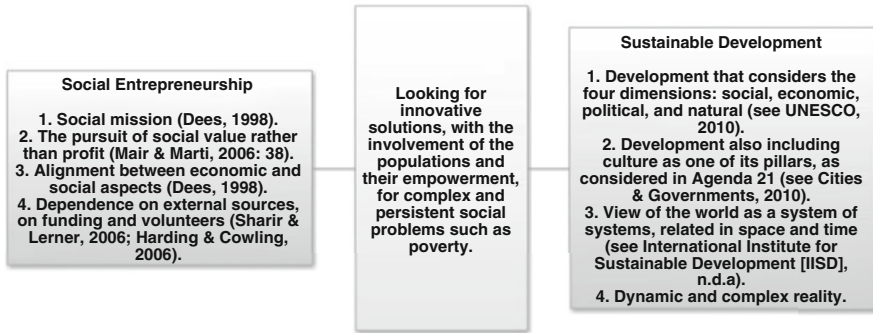 Social Entrepreneurship
1. Social mission (Dees, 1998).
2. The pursuit of social value rather
than profit (Mair & Marti, 2006: 38).
3. Alignment between economic and
social aspects (Dees, 1998).
4. Dependence on external sources,
on funding and volunteers (Sharir &
Lerner, 2006; Harding & Cowling,
2006).
Looking for
innovative
solutions, with the
involvement of the
populations and
their empowerment,
for complex and
persistent social
problems such as
poverty.
Sustainable Development
1. Development that considers the
four dimensions: social, economic,
political, and natural (see UNESCO,
2010).
2. Development also including
culture as one of its pillars, as
considered in Agenda 21 (see Cities
& Governments, 2010).
3. View of the world as a system of
systems, related in space and time
(see International Institute for
Sustainable Development [IISD],
n.d.a).
4. Dynamic and complex reality.